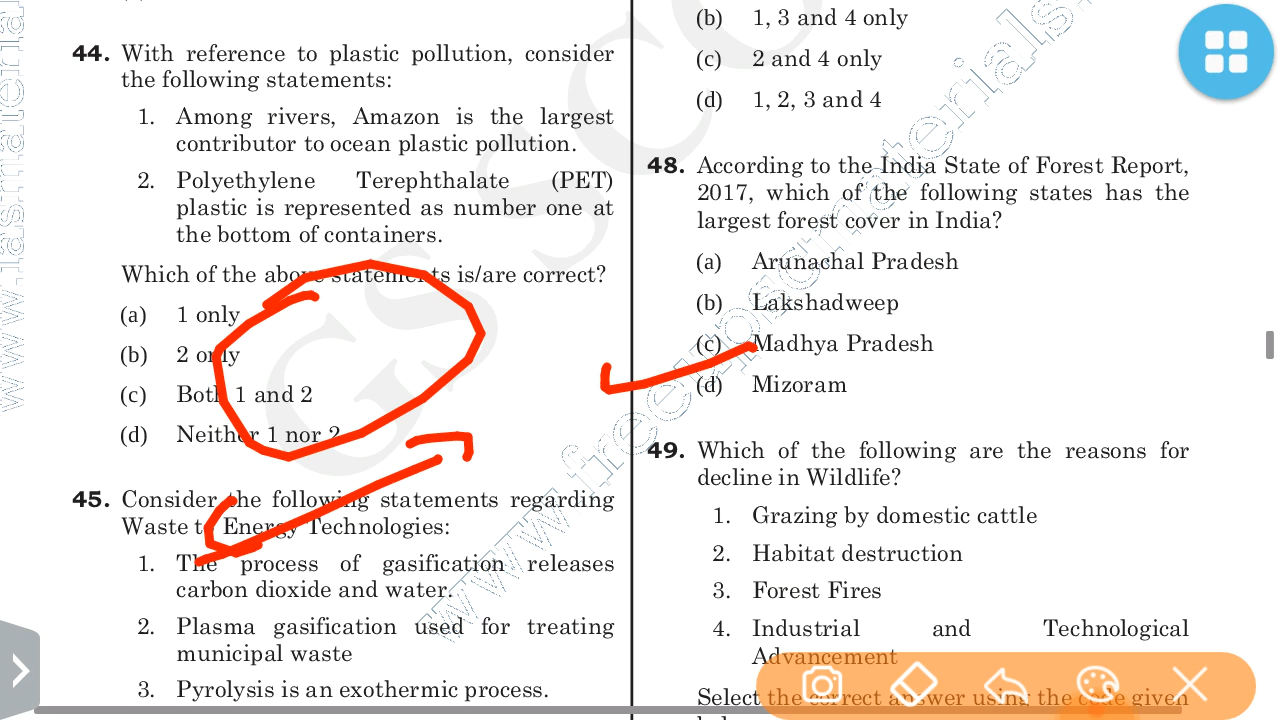 44. With reference to plastic pollution, consider
the following statements:
1. Among rivers, Amazon is the largest
contributor to ocean plastic pollution.
2. Polyethylene Terephthalate (PET)
plastic is represented as number one at
the bottom of containers.
Which of the above statements is/are correct?
(a) 1 only
(b) 2 only
(c) Both 1 and 2
(d) Neither 1 nor 2
45. Consider the following statements regarding
Waste to Energy Technologies:
1. The process of gasification releases
carbon dioxide and water.
2. Plasma gasification used for treating
municipal waste
3. Pyrolysis is an exothermic process.
(b) 1, 3 and 4 only
(c) 2 and 4 only
(d) 1, 2, 3 and 4
48. According to the India State of Forest Report,
2017, which of the following states has the
largest forest cover in India?
(a) Arunachal Pradesh
(b) Lakshadweep
(c) Madhya Pradesh
(d) Mizoram
49. Which of the following are the reasons for
decline in Wildlife?
1. Grazing by domestic cattle
2. Habitat destruction
3. Forest Fires
4. Industrial and Technological
Advancement
Select the correct answer using the code given